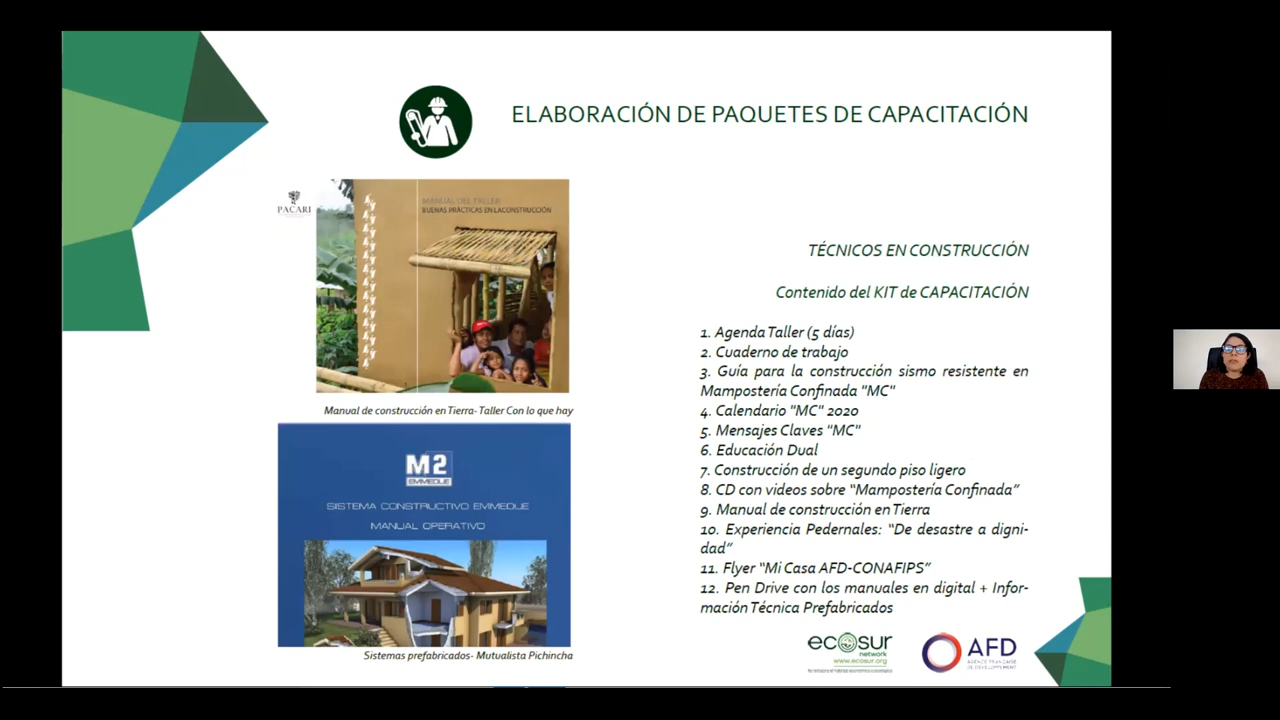 ELABORACIÓN DE PAQUETES DE CAPACITACIÓN
PACARI
MANUAL DEL TALLER
BUENAS PRÁCTICAS EN LA CONSTRUCCIÓN
Manual de construcción en Tierra- Taller Con lo que hay
M2
EMMEDUE
SISTEMA CONSTRUCTIVO EMMEDUE
MANUAL OPERATIVO
Sistemas prefabricados- Mutualista Pichincha
TÉCNICOS EN CONSTRUCCIÓN
Contenido del KIT de CAPACITACIÓN
1. Agenda Taller (5 días)
2. Cuaderno de trabajo
3. Guía para la construcción sismo resistente en
Mampostería Confinada "MC"
4. Calendario "MC" 2020
5. Mensajes Claves "MC"
6. Educación Dual
7. Construcción de un segundo piso ligero
8. CD con videos sobre “Mampostería Confinada”
9. Manual de construcción en Tierra
10. Experiencia Pedernales: “De desastre a digni-
dad”
11. Flyer “Mi Casa AFD-CONAFIPS”
12. Pen Drive con los manuales en digital + Infor-
mación Técnica Prefabricados
ecosur
network
www.ecosur.org
AFD
AGENCE FRANÇAISE
DE DÉVELOPPEMENT